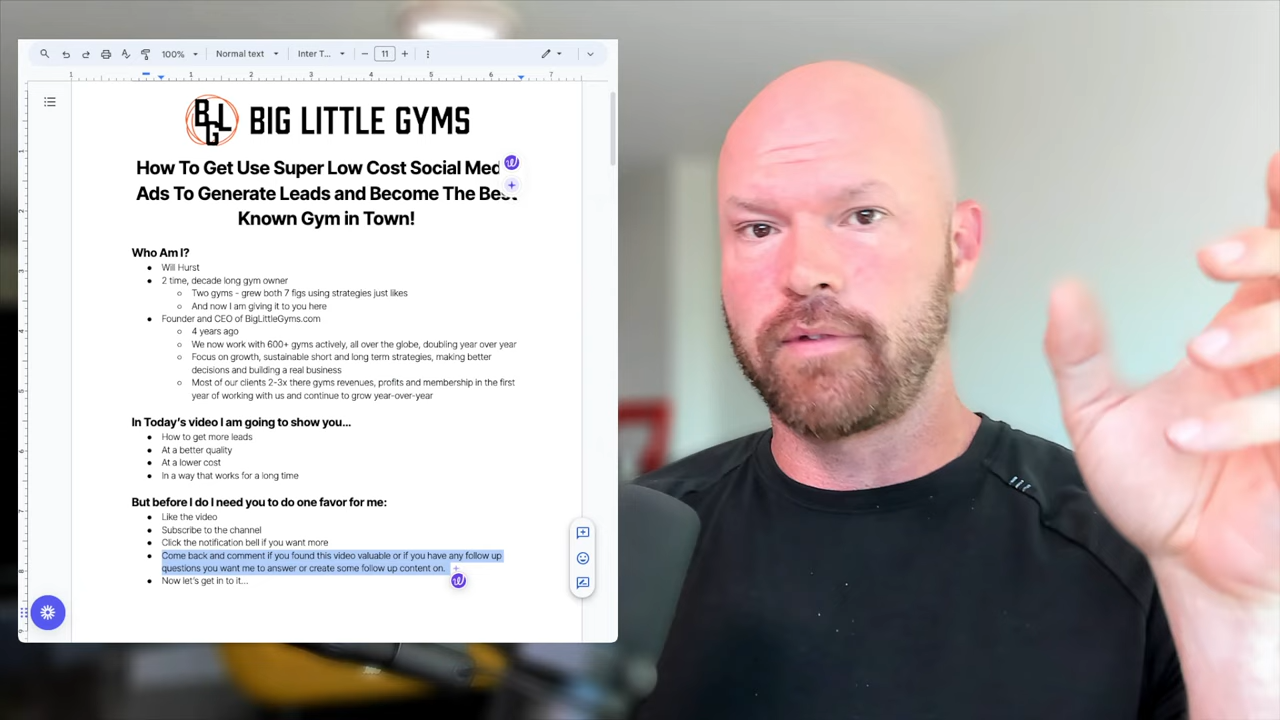 100%
Normal text
Inter T...
11
1
1
2
3
4
5
6
7
BGL BIG LITTLE GYMS
How To Get Use Super Low Cost Social Med
Ads To Generate Leads and Become The Best
Known Gym in Town!
Who Am I?
● Will Hurst
● 2 time, decade long gym owner
○ Two gyms - grew both 7 figs using strategies just likes
○ And now I am giving it to you here
● Founder and CEO of BigLittleGyms.com
○ 4 years ago
○ We now work with 600+ gyms actively, all over the globe, doubling year over year
○ Focus on growth, sustainable short and long term strategies, making better
decisions and building a real business
○ Most of our clients 2-3x there gyms revenues, profits and membership in the first
year of working with us and continue to grow year-over-year
In Today's video I am going to show you...
● How to get more leads
● At a better quality
● At a lower cost
● In a way that works for a long time
But before I do I need you to do one favor for me:
● Like the video
● Subscribe to the channel
● Click the notification bell if you want more
● Come back and comment if you found this video valuable or if you have any follow up
questions you want me to answer or create some follow up content on.
● Now let's get in to it...